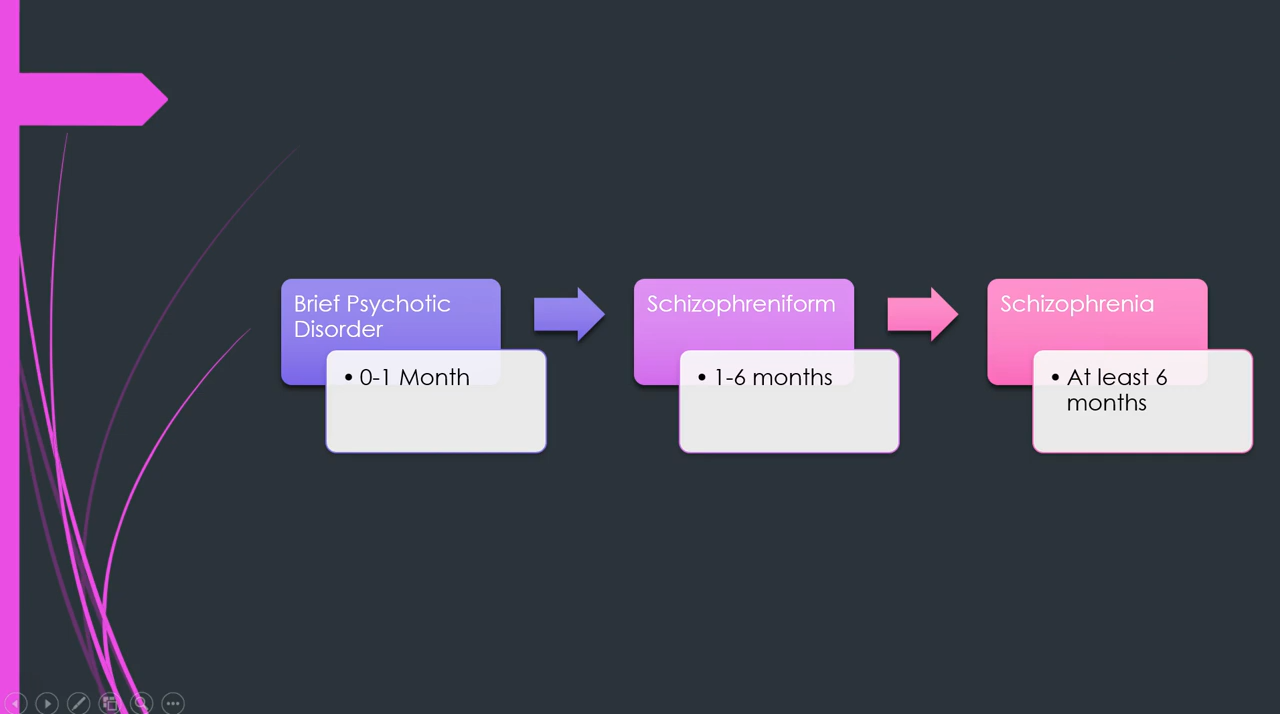 Brief Psychotic
Disorder
• 0-1 Month
Schizophreniform
• 1-6 months
Schizophrenia
• At least 6
months